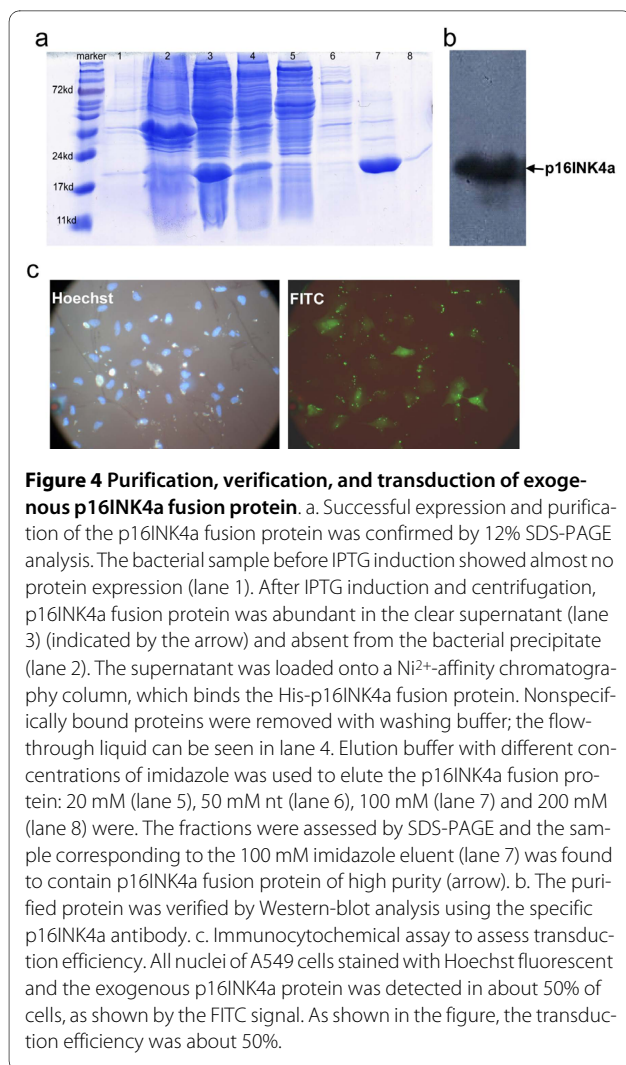 a
b
marker 1 2 3 4 5 6 7 8
72kd
24kd
17kd
11kd
p16INK4a
c
Hoechst
FITC
Figure 4 Purification, verification, and transduction of exoge-
nous p16INK4a fusion protein. a. Successful expression and purifica-
tion of the p16INK4a fusion protein was confirmed by 12% SDS-PAGE
analysis. The bacterial sample before IPTG induction showed almost no
protein expression (lane 1). After IPTG induction and centrifugation,
p16INK4a fusion protein was abundant in the clear supernatant (lane
3) (indicated by the arrow) and absent from the bacterial precipitate
(lane 2). The supernatant was loaded onto a Ni2+-affinity chromatogra-
phy column, which binds the His-p16INK4a fusion protein. Nonspecif-
ically bound proteins were removed with washing buffer; the flow-
through liquid can be seen in lane 4. Elution buffer with different con-
centrations of imidazole was used to elute the p16INK4a fusion pro-
tein: 20 mM (lane 5), 50 mM nt (lane 6), 100 mM (lane 7) and 200 mM
(lane 8) were. The fractions were assessed by SDS-PAGE and the sam-
ple corresponding to the 100 mM imidazole eluent (lane 7) was found
to contain p16INK4a fusion protein of high purity (arrow). b. The puri-
fied protein was verified by Western-blot analysis using the specific
p16INK4a antibody. c. Immunocytochemical assay to assess transduc-
tion efficiency. All nuclei of A549 cells stained with Hoechst fluorescent
and the exogenous p16INK4a protein was detected in about 50% of
cells, as shown by the FITC signal. As shown in the figure, the transduc-
tion efficiency was about 50%.